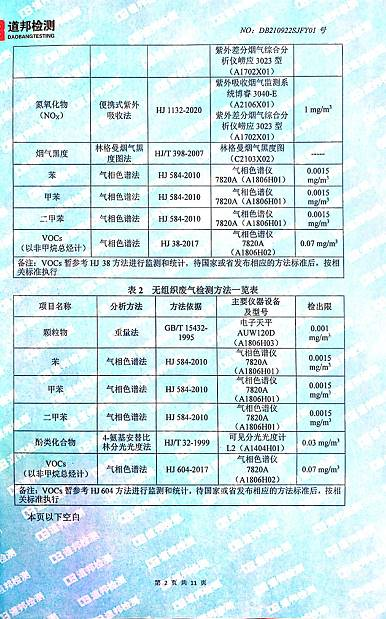 道邦检测
DAOBANGTESTING
NO: DB210922SJFY01 号
紫外差分烟气综合分
析仪崂应 3023 型
(A1702X01)
氮氧化物
(NOX)
便携式紫外
吸收法
HJ 1132-2020
紫外吸收烟气监测系
统博睿 3040-E
(A2106X01)
紫外差分烟气综合分
析仪崂应 3023 型
(A1702X01)
1 mg/m³
烟气黑度
林格曼烟气黑
度图法
HJ/T 398-2007
林格曼烟气黑度图
(C2103X02)
-----
苯
气相色谱法
HJ 584-2010
气相色谱仪
7820A（A1806H01）
0.0015
mg/m³
甲苯
气相色谱法
HJ 584-2010
气相色谱仪
7820A（A1806H01）
0.0015
mg/m³
二甲苯
气相色谱法
HJ 584-2010
气相色谱仪
7820A（A1806H01）
0.0015
mg/m³
VOCs
（以非甲烷总烃计）
气相色谱法
HJ 38-2017
气相色谱仪
7820A
（A1806H02）
0.07 mg/m³
备注：VOCs 暂参考 HJ 38 方法进行监测和统计，待国家或省发布相应的方法标准后，按相
关标准执行
表 2 无组织废气检测方法一览表
项目名称
分析方法
方法依据
主要仪器设备
及型号
检出限
颗粒物
重量法
GB/T 15432-
1995
电子天平
AUW120D
（A1806H03）
0.001
mg/m³
苯
气相色谱法
HJ 584-2010
气相色谱仪
7820A
（A1806H01）
0.0015
mg/m³
甲苯
气相色谱法
HJ 584-2010
气相色谱仪
7820A
（A1806H01）
0.0015
mg/m³
二甲苯
气相色谱法
HJ 584-2010
气相色谱仪
7820A
（A1806H01）
0.0015
mg/m³
酚类化合物
4-氨基安替比
林分光光度法
HJ/T 32-1999
可见分光光度计
L2（A1404H01）
0.03 mg/m³
VOCs
（以非甲烷总烃计）
气相色谱法
HJ 604-2017
气相色谱仪
7820A
（A1806H02）
0.07 mg/m³
备注：VOCs 暂参考 HJ 604 方法进行监测和统计，待国家或省发布相应的方法标准后，按相
关标准执行
本页以下空白
第 2 页 共 11 页